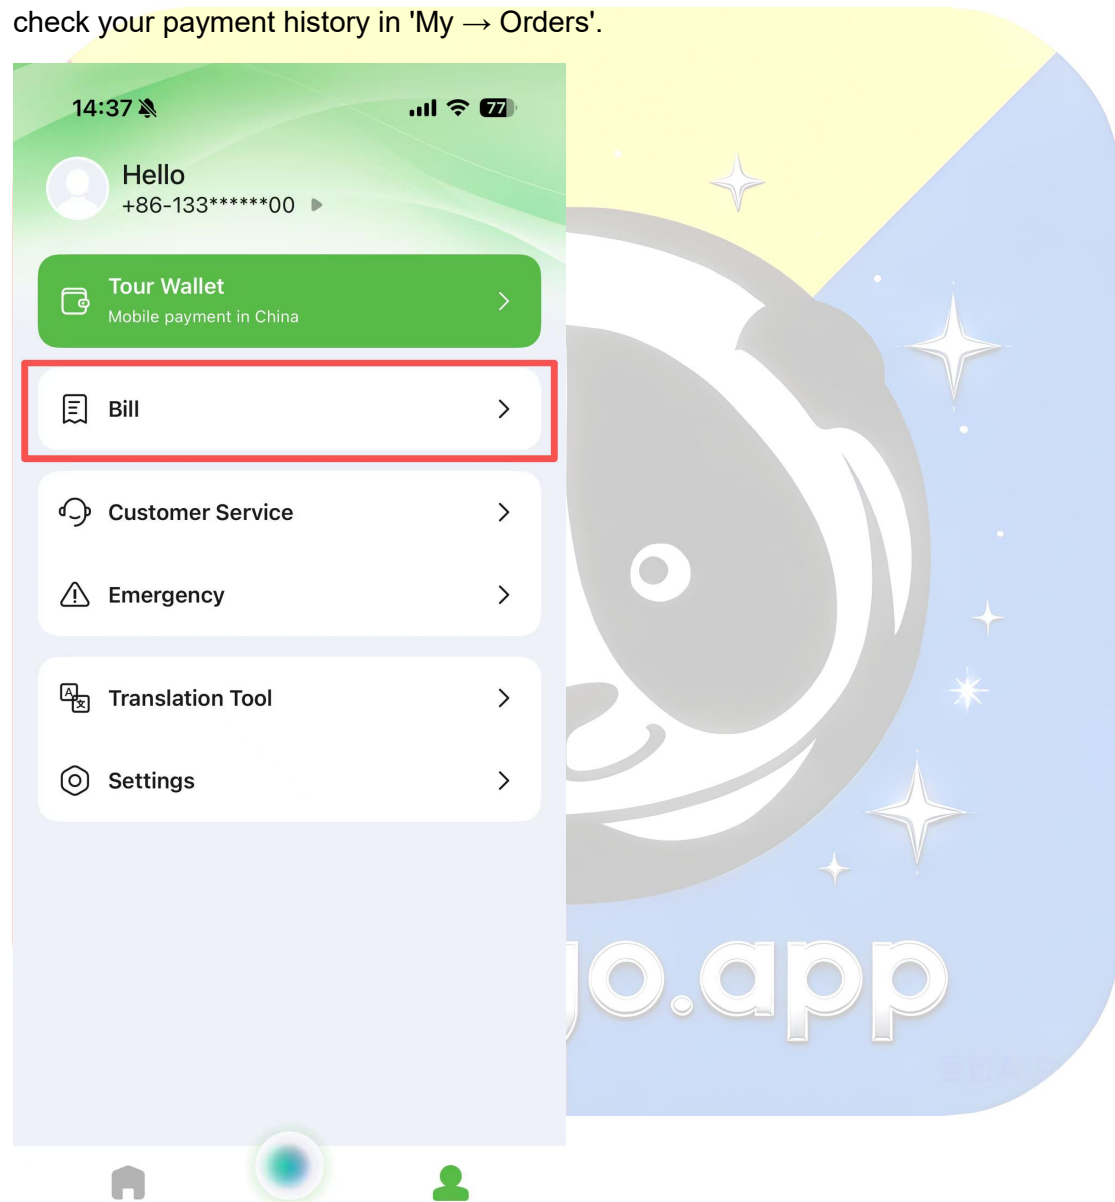 check your payment history in 'My → Orders'.
14:37
77
Hello
+86-133******00
Tour Wallet
Mobile payment in China
Bill
Customer Service
Emergency
Translation Tool
Settings
go.app